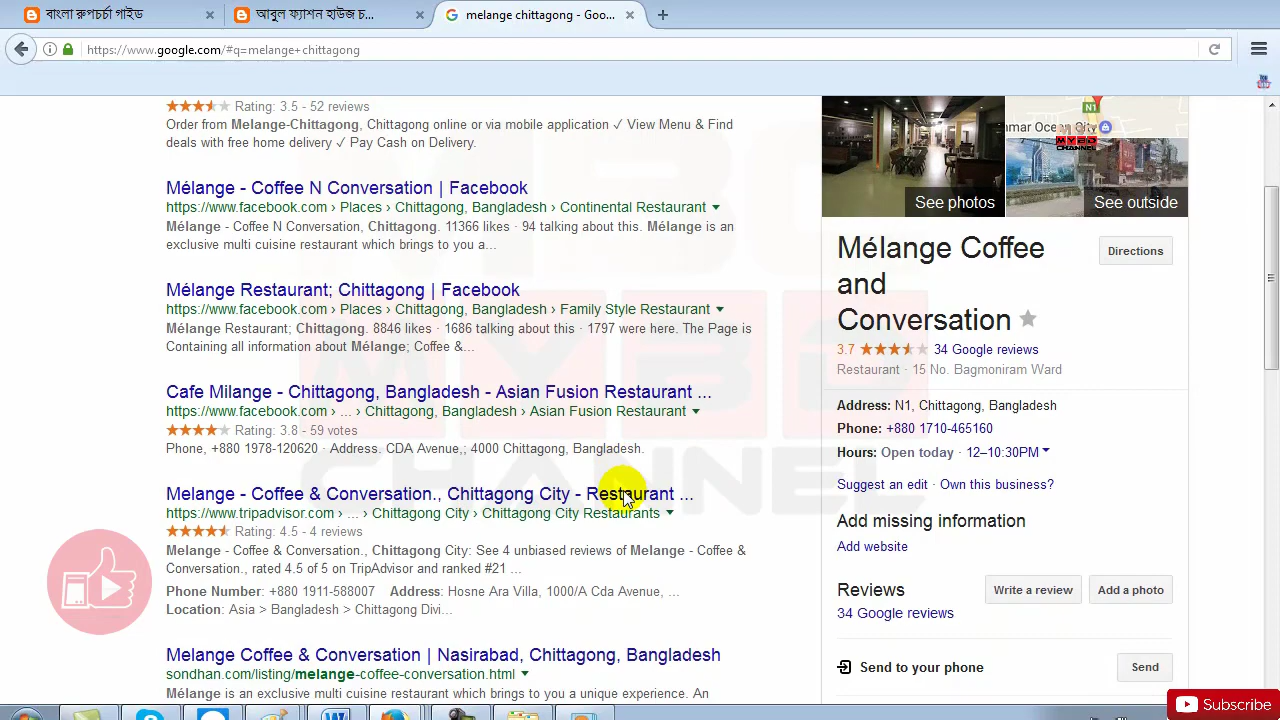 বাংলা রুপচর্চা গাইড
আবুল ফ্যাশন হাউজ চ...
melange chittagong - Goo...
https://www.google.com/#q=melange+chittagong
Rating: 3.5 - 52 reviews
Order from Melange-Chittagong, Chittagong online or via mobile application ✓ View Menu & Find
deals with free home delivery ✓ Pay Cash on Delivery.
Mélange - Coffee N Conversation | Facebook
https://www.facebook.com › Places › Chittagong, Bangladesh › Continental Restaurant
Mélange - Coffee N Conversation, Chittagong. 11366 likes · 94 talking about this. Mélange is an
exclusive multi cuisine restaurant which brings to you a...
Mélange Restaurant; Chittagong | Facebook
https://www.facebook.com › Places › Chittagong, Bangladesh › Family Style Restaurant
Mélange Restaurant; Chittagong. 8846 likes · 1686 talking about this · 1797 were here. The Page is
Containing all information about Mélange; Coffee &...
Cafe Milange - Chittagong, Bangladesh - Asian Fusion Restaurant ...
https://www.facebook.com › ... › Chittagong, Bangladesh › Asian Fusion Restaurant
Rating: 3.8 - 59 votes
Phone, +880 1978-120620 · Address. CDA Avenue,; 4000 Chittagong, Bangladesh.
Melange - Coffee & Conversation., Chittagong City - Restaurant ...
https://www.tripadvisor.com › ... › Chittagong City › Chittagong City Restaurants
Rating: 4.5 - 4 reviews
Melange - Coffee & Conversation., Chittagong City: See 4 unbiased reviews of Melange - Coffee &
Conversation., rated 4.5 of 5 on TripAdvisor and ranked #21 ...
Phone Number: +880 1911-588007 Address: Hosne Ara Villa, 1000/A Cda Avenue, ...
Location: Asia > Bangladesh > Chittagong Divi...
Melange Coffee & Conversation | Nasirabad, Chittagong, Bangladesh
sondhan.com/listing/melange-coffee-conversation.html
Mélange is an exclusive multi cuisine restaurant which brings to you a unique experience. An
N1
mar Ocean City
MYBD
CHANNEL
See photos
See outside
Mélange Coffee
and
Conversation
Directions
3.7 34 Google reviews
Restaurant · 15 No. Bagmoniram Ward
Address: N1, Chittagong, Bangladesh
Phone: +880 1710-465160
Hours: Open today · 12–10:30PM
Suggest an edit · Own this business?
Add missing information
Add website
Reviews
Write a review
Add a photo
34 Google reviews
Send to your phone
Send
MYBD
CHANNEL
Subscribe